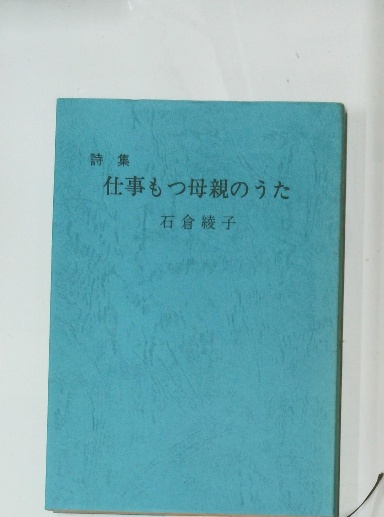 詩集
仕事もつ母親のうた
石倉綾子